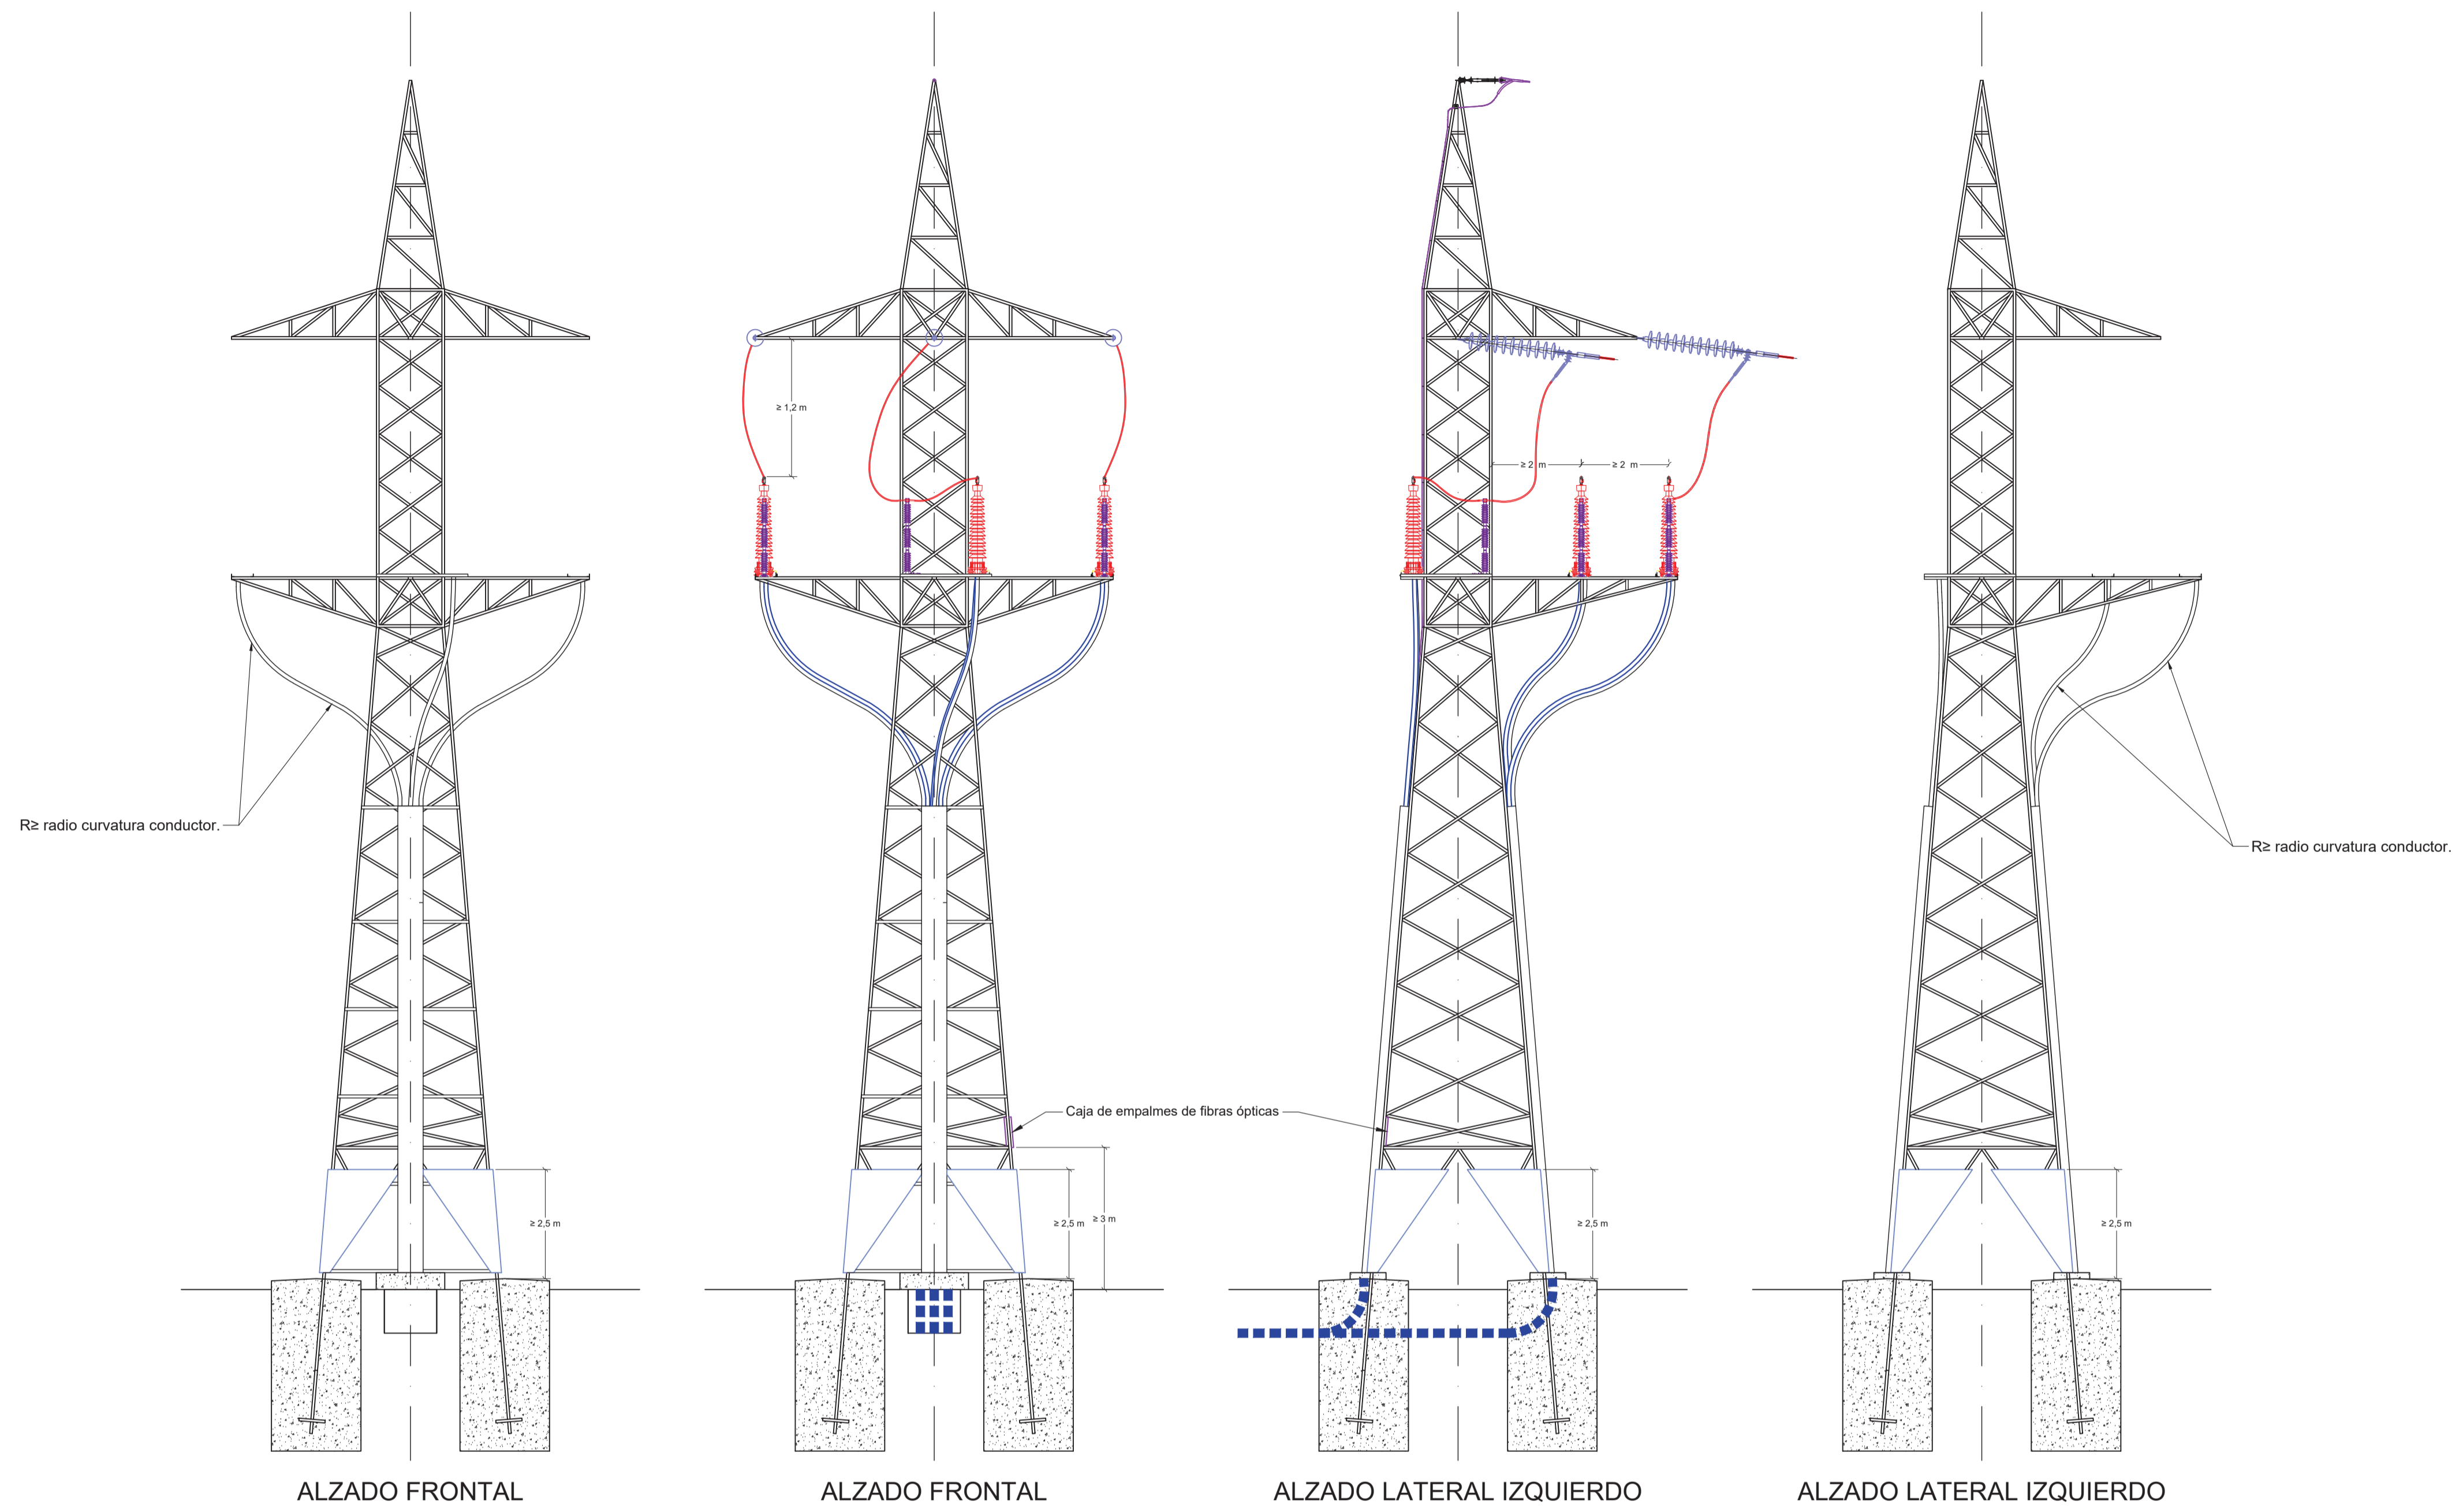 ≥ 1,2 m
≥ 2 m
≥ 2 m
R≥ radio curvatura conductor.
R≥ radio curvatura conductor.
Caja de empalmes de fibras ópticas
≥ 2,5 m
≥ 2,5 m
≥ 3 m
≥ 2,5 m
≥ 2,5 m
ALZADO FRONTAL
ALZADO FRONTAL
ALZADO LATERAL IZQUIERDO
ALZADO LATERAL IZQUIERDO